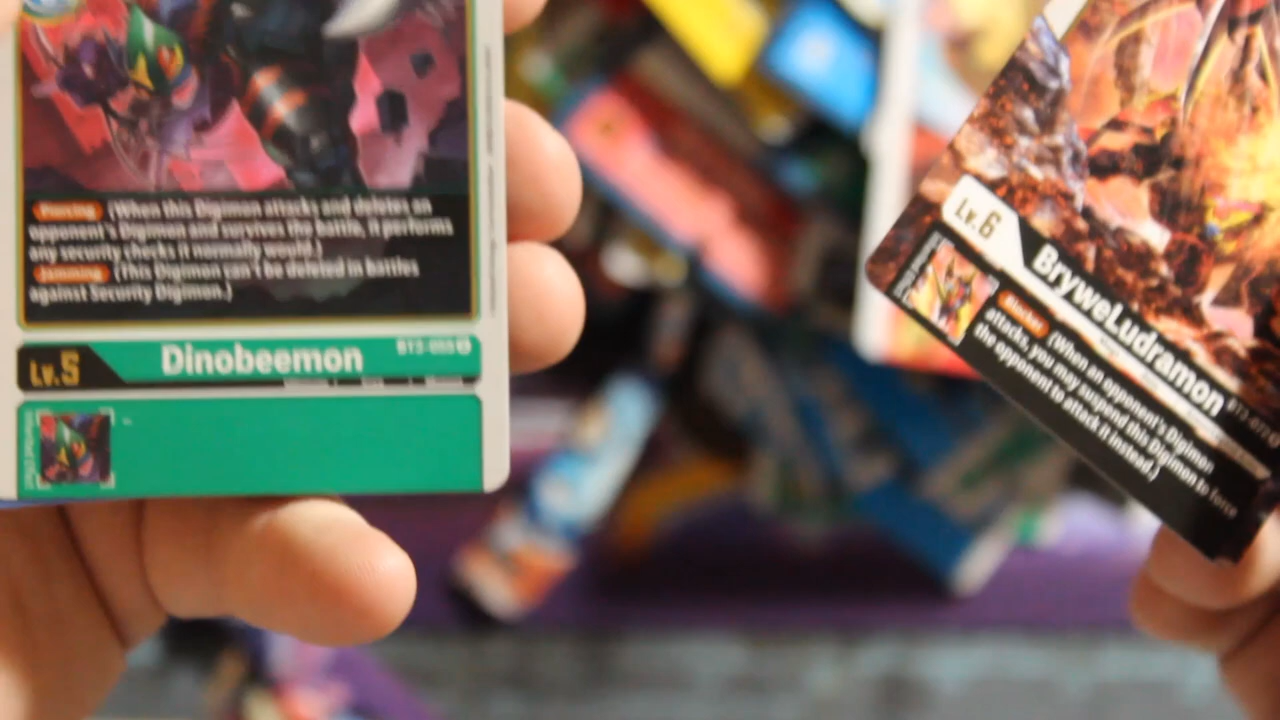 Piercing (When this Digimon attacks and deletes an
opponent's Digimon and survives the battle, it performs
any security checks it normally would.)
Jamming (This Digimon can't be deleted in battles
against Security Digimon.)
Lv.5 Dinobeemon
Lv.6
BryweLudramon
Blocker (When an opponent's Digimon
attacks, you may suspend this Digimon to force
the opponent to attack it instead.)